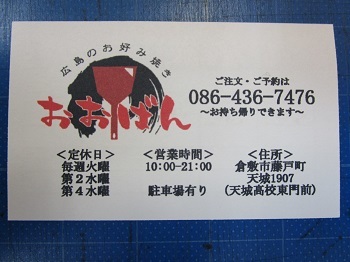 広島のお好み焼き
おおばん
ご注文・ご予約は
086-436-7476
～お持ち帰りできます～
＜定休日＞
毎週火曜
第２水曜
第４水曜
＜営業時間＞
10:00-21:00
駐車場有り
＜住所＞
倉敷市藤戸町
天城1907
(天城高校東門前)